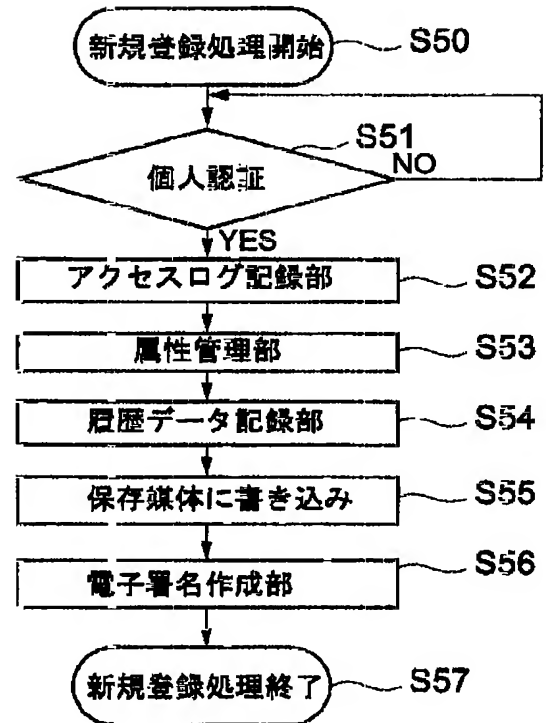 新規登録処理開始 S50
S51
個人認証 NO
YES
アクセスログ記録部 S52
属性管理部 S53
履歴データ記録部 S54
保存媒体に書き込み S55
電子署名作成部 S56
新規登録処理終了 S57